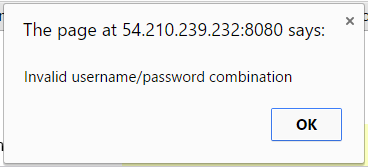 The page at 54.210.239.232:8080 says:
Invalid username/password combination
OK